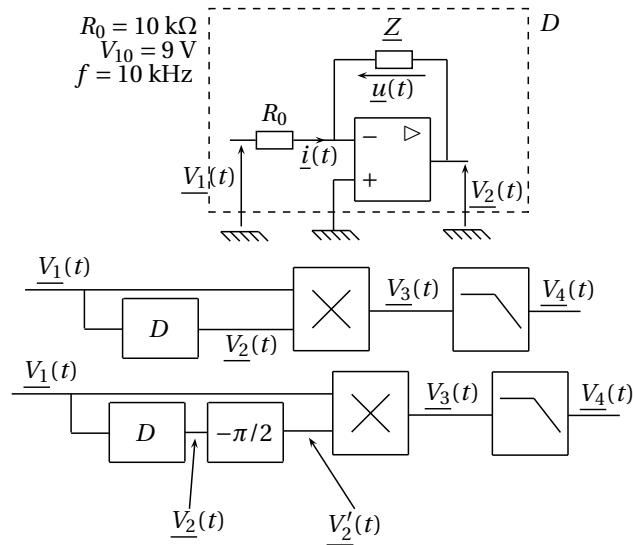 R₀ = 10 kΩ
V₁₀ = 9 V
f = 10 kHz
D
Z
u(t)
R₀
i(t)
−
▷
+
V₁(t)
V₂(t)
V₁(t)
D
V₂(t)
V₃(t)
V₄(t)
V₁(t)
D
−π/2
V₃(t)
V₄(t)
V₂(t)
V₂′(t)